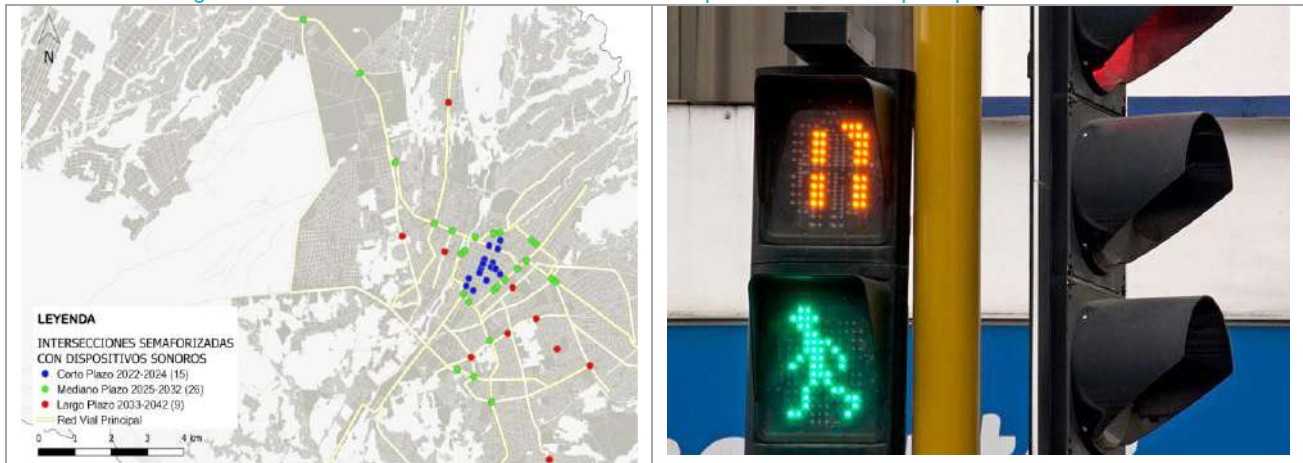 N
LEYENDA
INTERSECCIONES SEMAFORIZADAS
CON DISPOSITIVOS SONOROS
Corto Plazo 2022-2024 (15)
Mediano Plazo 2025-2032 (26)
Largo Plazo 2033-2042 (9)
Red Vial Principal
0 1 2 3 4 km
17